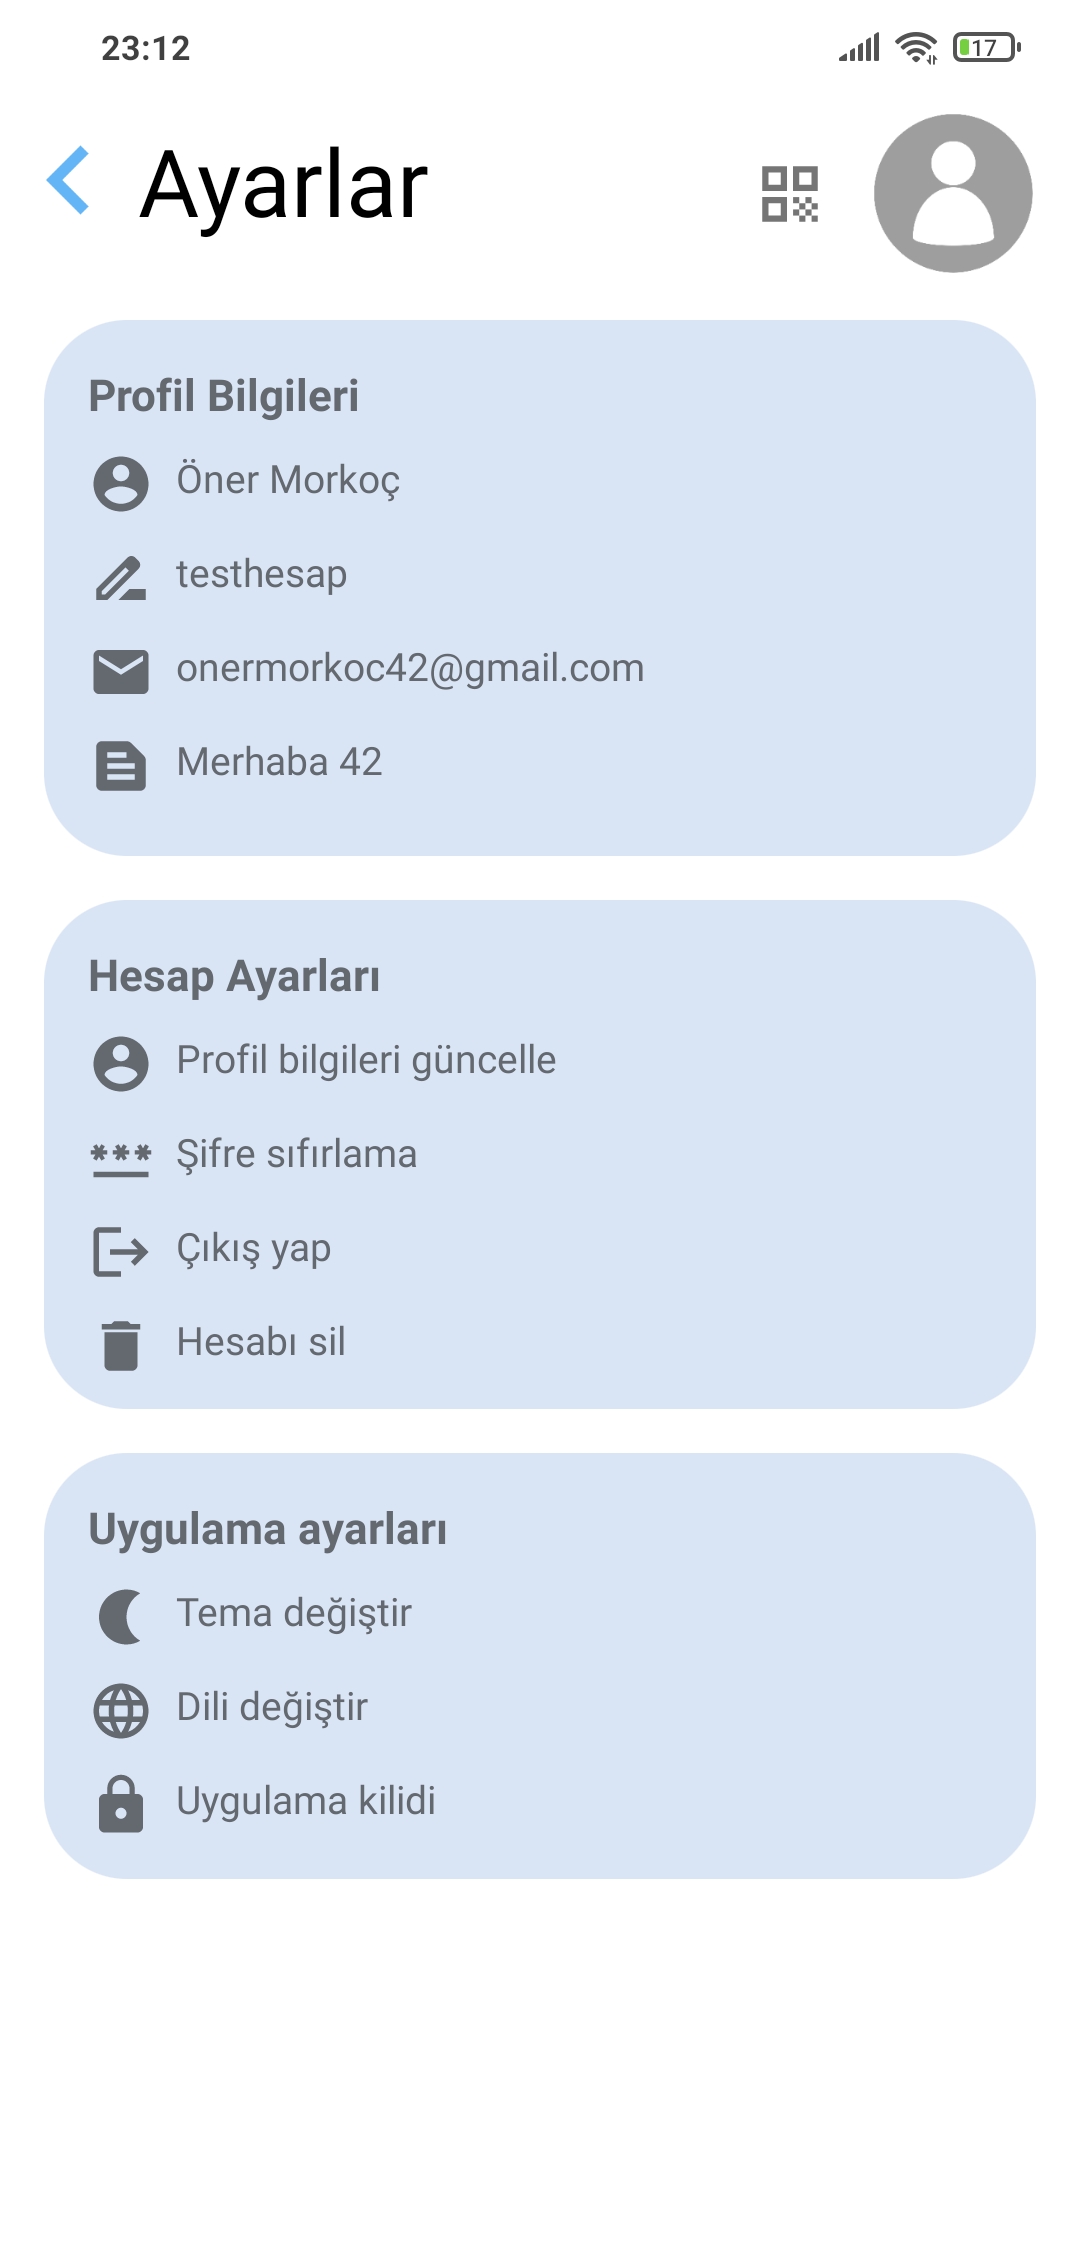 23:12
17
Ayarlar
Profil Bilgileri
Öner Morkoç
testhesap
onermorkoc42@gmail.com
Merhaba 42
Hesap Ayarları
Profil bilgileri güncelle
Şifre sıfırlama
Çıkış yap
Hesabı sil
Uygulama ayarları
Tema değiştir
Dili değiştir
Uygulama kilidi